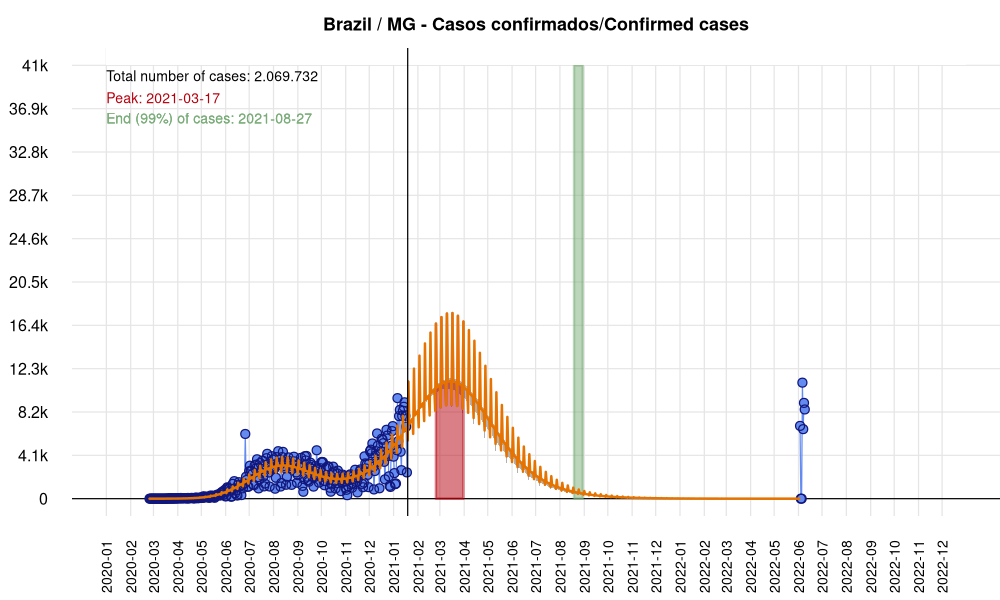 Brazil / MG - Casos confirmados/Confirmed cases
Total number of cases: 2.069.732
Peak: 2021-03-17
End (99%) of cases: 2021-08-27
41k
36.9k
32.8k
28.7k
24.6k
20.5k
16.4k
12.3k
8.2k
4.1k
0
2020-01
2020-02
2020-03
2020-04
2020-05
2020-06
2020-07
2020-08
2020-09
2020-10
2020-11
2020-12
2021-01
2021-02
2021-03
2021-04
2021-05
2021-06
2021-07
2021-08
2021-09
2021-10
2021-11
2021-12
2022-01
2022-02
2022-03
2022-04
2022-05
2022-06
2022-07
2022-08
2022-09
2022-10
2022-11
2022-12